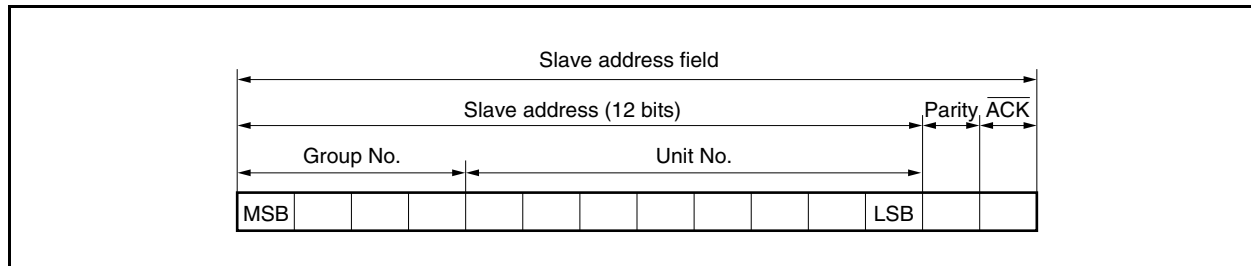 Slave address field
Slave address (12 bits) Parity ACK
Group No. Unit No.
MSB LSB